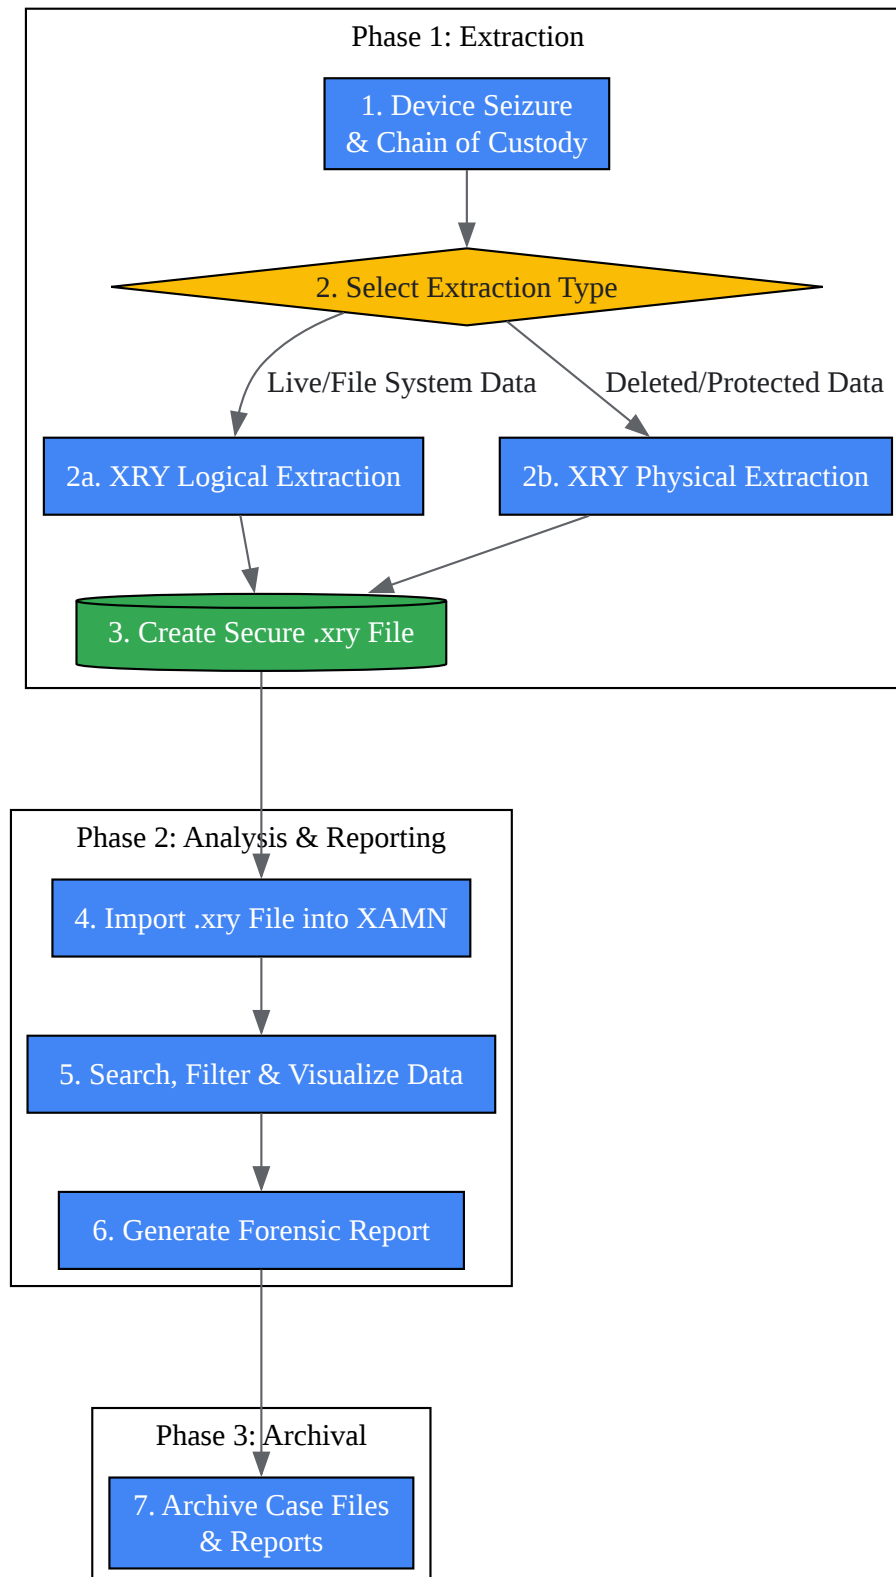 Phase 1: Extraction
1. Device Seizure
& Chain of Custody
2. Select Extraction Type
Live/File System Data
Deleted/Protected Data
2a. XRY Logical Extraction
2b. XRY Physical Extraction
3. Create Secure .xry File
Phase 2: Analysis & Reporting
4. Import .xry File into XAMN
5. Search, Filter & Visualize Data
6. Generate Forensic Report
Phase 3: Archival
7. Archive Case Files
& Reports